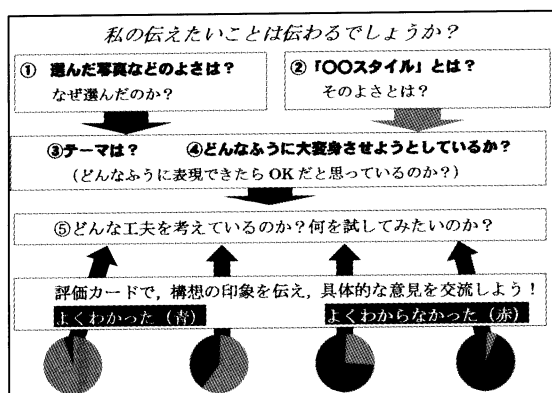 私の伝えたいことは伝わるでしょうか？
① 選んだ写真などのよさは？
なぜ選んだのか？
② 「〇〇スタイル」とは？
そのよさとは？
③テーマは？ ④どんなふうに大変身させようとしているか？
（どんなふうに表現できたら OK だと思っているのか？）
⑤どんな工夫を考えているのか？何を試してみたいのか？
評価カードで，構想の印象を伝え，具体的な意見を交流しよう！
よくわかった（青） よくわからなかった（赤）